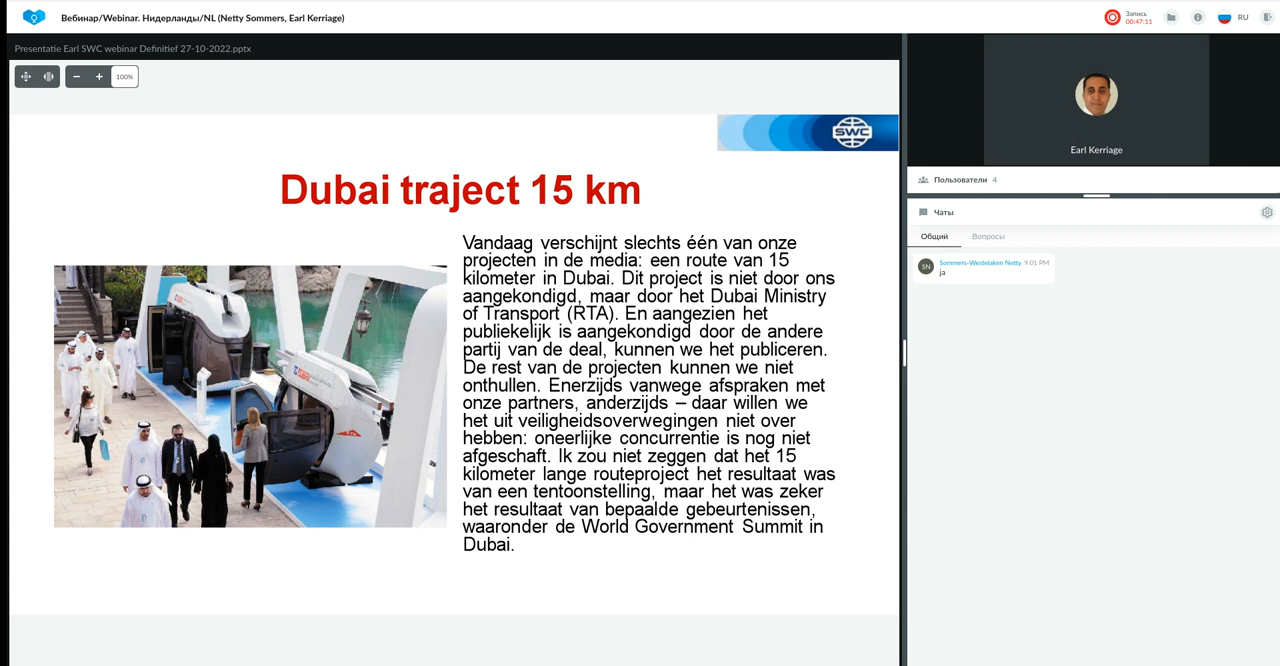 Вебинар/Webinar. Нидерланды/NL (Netty Sommers, Earl Kerriage)
Запись
00:47:11
RU
Presentatie Earl SWC webinar Definitief 27-10-2022.pptx
100%
SWC
Dubai traject 15 km
Vandaag verschijnt slechts één van onze
projecten in de media: een route van 15
kilometer in Dubai. Dit project is niet door ons
aangekondigd, maar door het Dubai Ministry
of Transport (RTA). En aangezien het
publiekelijk is aangekondigd door de andere
partij van de deal, kunnen we het publiceren.
De rest van de projecten kunnen we niet
onthullen. Enerzijds vanwege afspraken met
onze partners, anderzijds – daar willen we
het uit veiligheidsoverwegingen niet over
hebben: oneerlijke concurrentie is nog niet
afgeschaft. Ik zou niet zeggen dat het 15
kilometer lange routeproject het resultaat was
van een tentoonstelling, maar het was zeker
het resultaat van bepaalde gebeurtenissen,
waaronder de World Government Summit in
Dubai.
Earl Kerriage
Пользователи 4
Чаты
Общий
Вопросы
SN
Sommers-Westelaken Netty 9:01 PM
ja